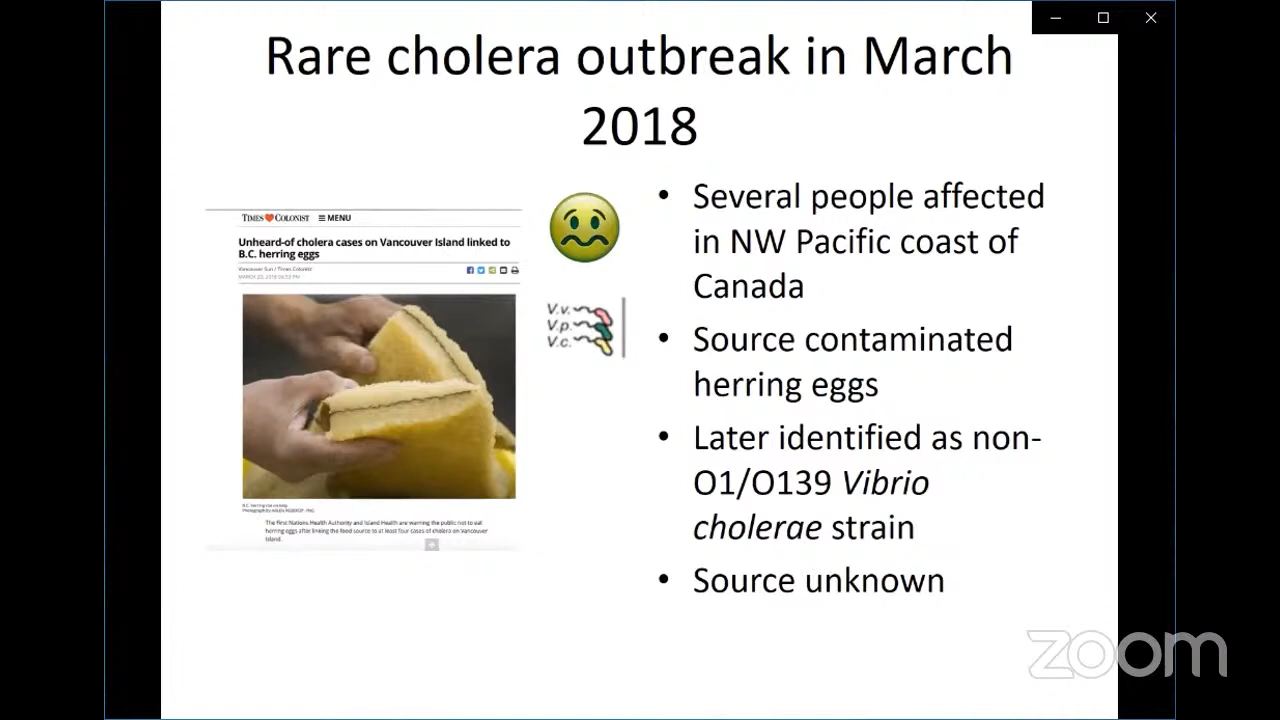 Rare cholera outbreak in March
2018
TIMES COLONIST ≡ MENU
Unheard-of cholera cases on Vancouver Island linked to
B.C. herring eggs
Vancouver Sun / Times Colonist
MARCH 23, 2018 06:52 PM
B.C. herring roe on kelp.
The First Nations Health Authority and Island Health are warning the public not to eat
herring eggs after linking the food source to at least four cases of cholera on Vancouver
Island.
V.v.
V.p.
V.c.
• Several people affected
in NW Pacific coast of
Canada
• Source contaminated
herring eggs
• Later identified as non-
O1/O139 Vibrio
cholerae strain
• Source unknown
zoom